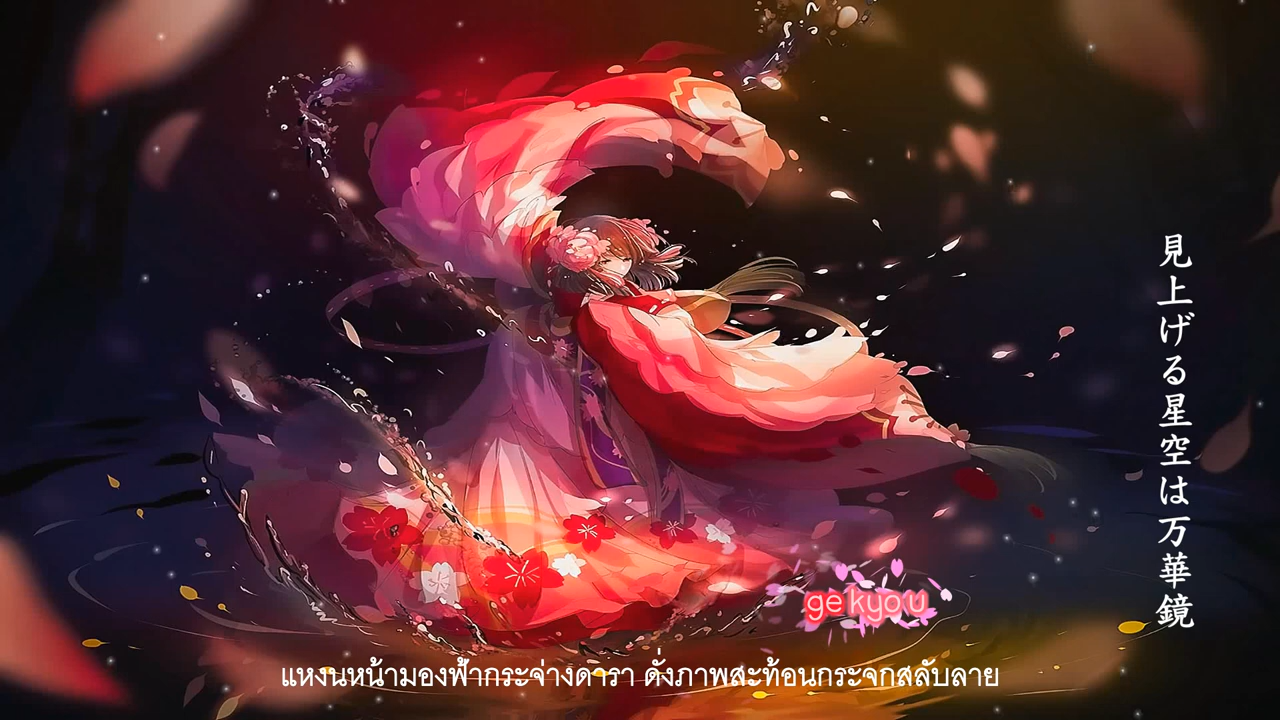 見上げる星空は万華鏡
ge kyo u
แหงนหน้ามองฟ้ากระจ่างดารา ดั่งภาพสะท้อนกระจกสลับลาย